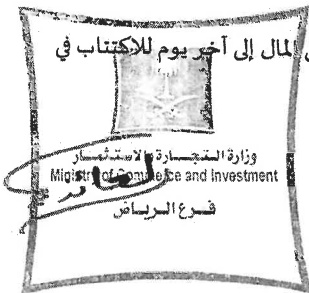 المال إلى آخر يوم للاكتتاب في
وزارة التجارة والاستثمار
Ministry of Commerce and Investment
فرع الرياض